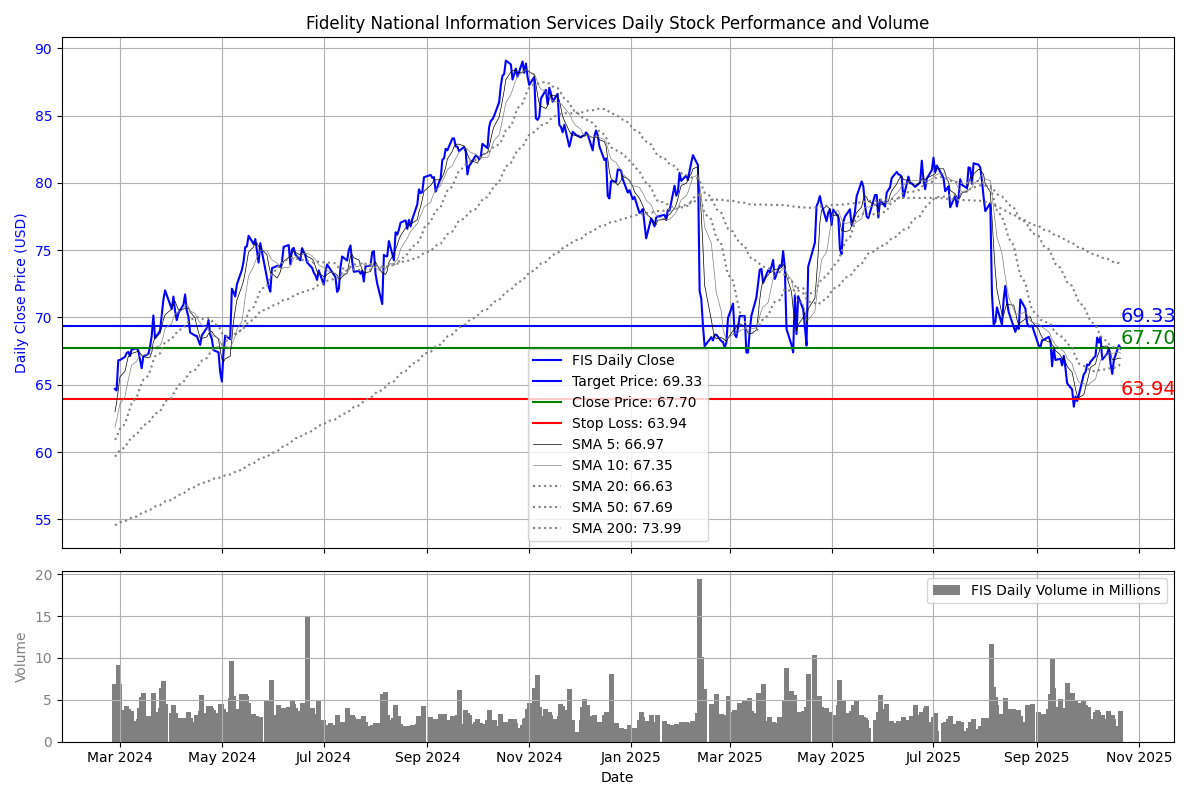 Fidelity National Information Services Daily Stock Performance and Volume
Daily Close Price (USD)
90
85
80
75
70
65
60
55
69.33
67.70
63.94
FIS Daily Close
Target Price: 69.33
Close Price: 67.70
Stop Loss: 63.94
SMA 5: 66.97
SMA 10: 67.35
SMA 20: 66.63
SMA 50: 67.69
SMA 200: 73.99
Volume
20
15
10
5
0
FIS Daily Volume in Millions
Mar 2024 May 2024 Jul 2024 Sep 2024 Nov 2024 Jan 2025 Mar 2025 May 2025 Jul 2025 Sep 2025 Nov 2025
Date